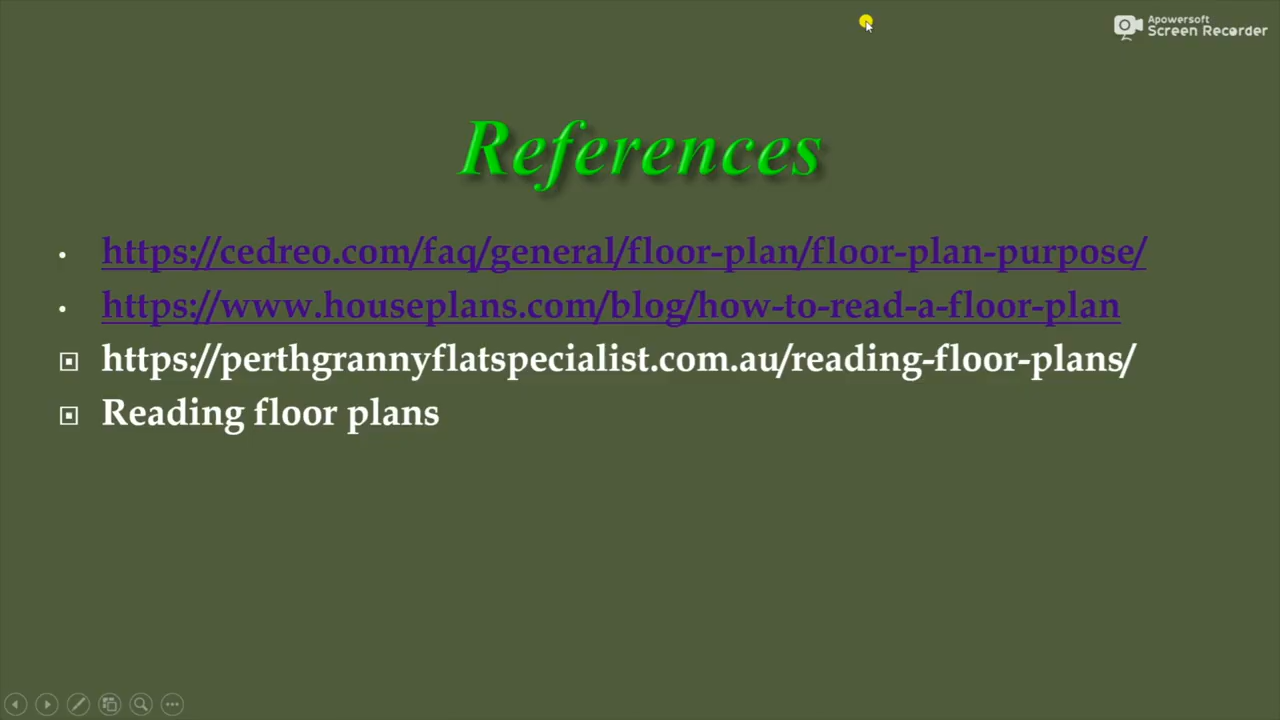 Apowersoft
Screen Recorder
References
https://cedreo.com/faq/general/floor-plan/floor-plan-purpose/
https://www.houseplans.com/blog/how-to-read-a-floor-plan
https://perthgrannyflatspecialist.com.au/reading-floor-plans/
Reading floor plans